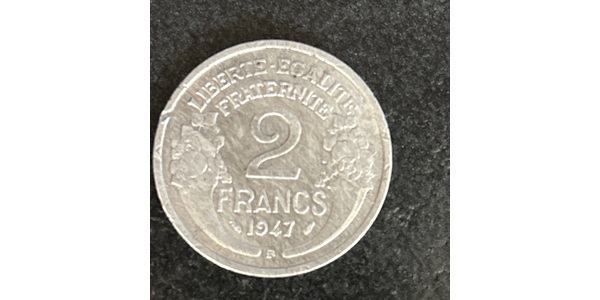 LIBERTE·EGALITE
FRATERNITE
2
FRANCS
1947
B